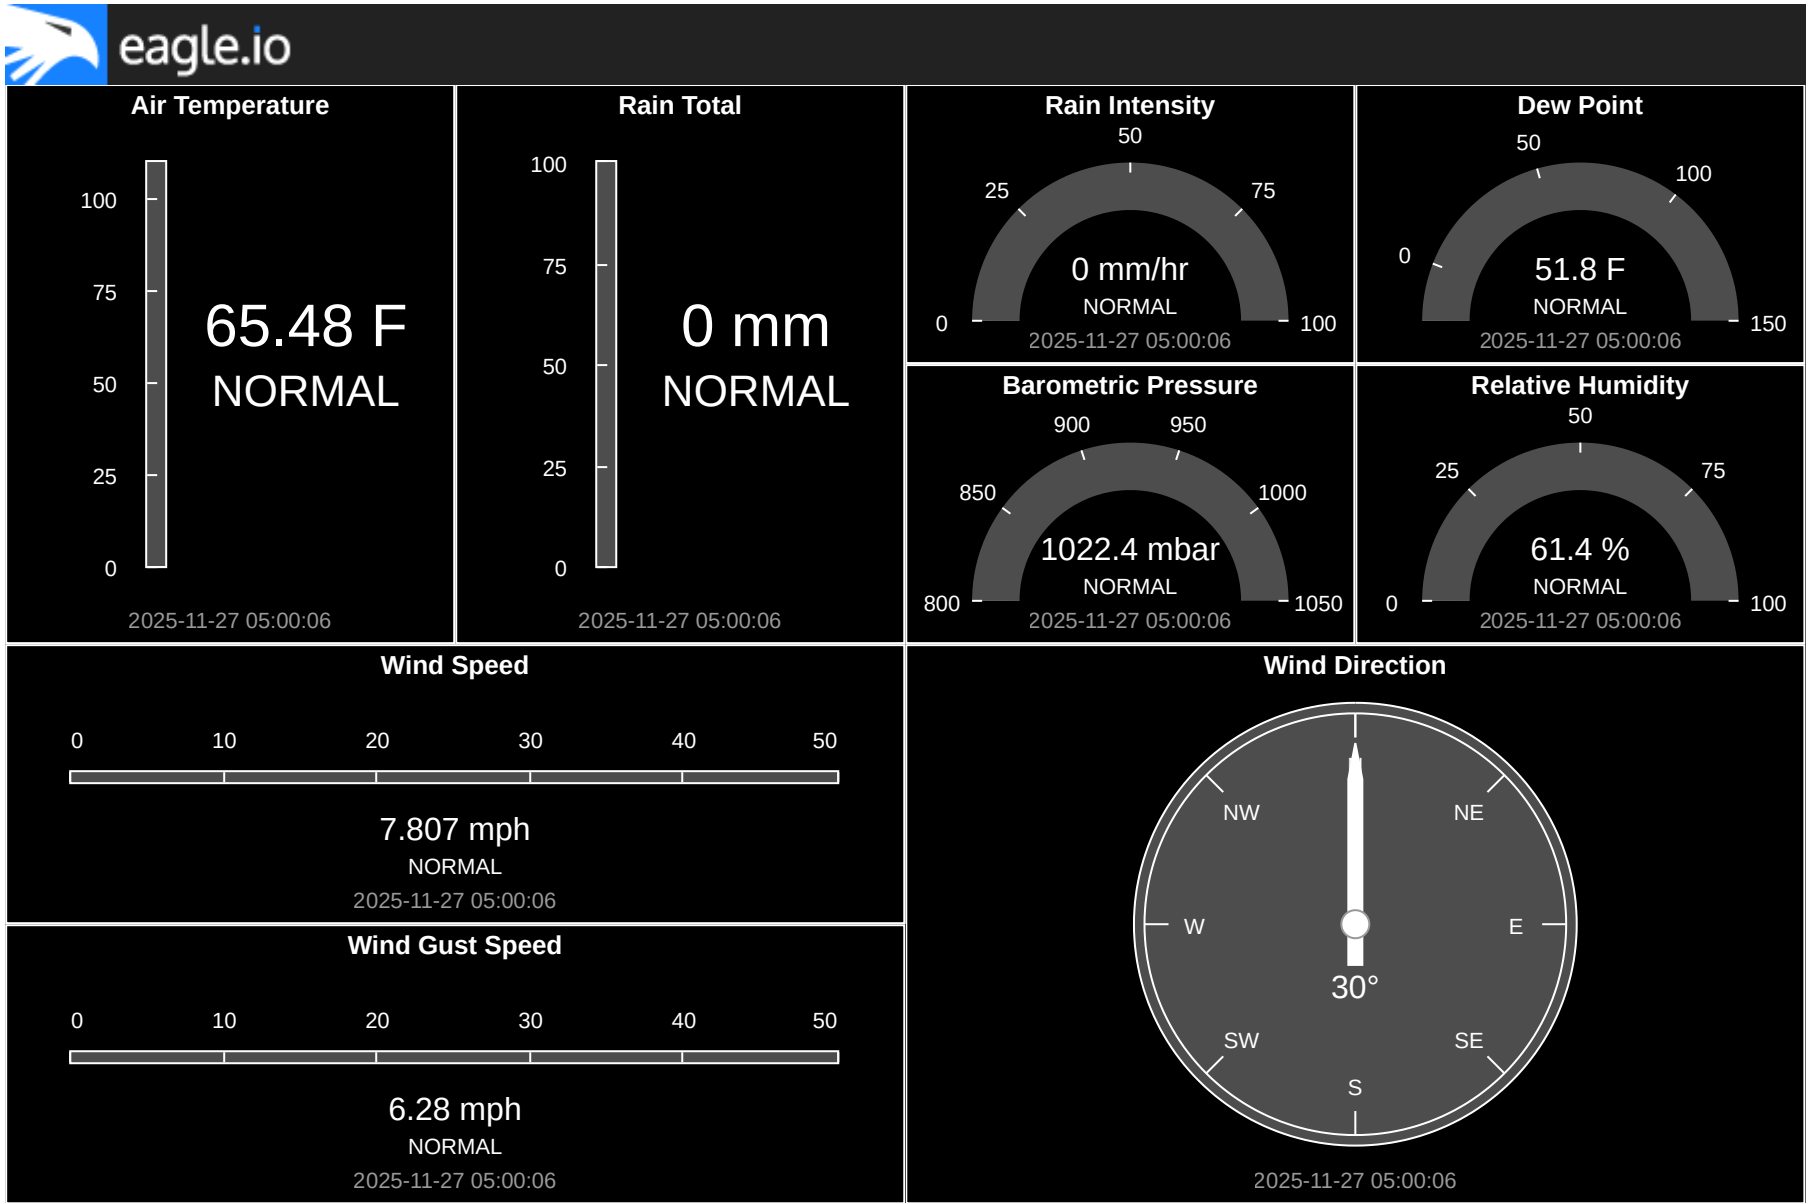 eagle.io
Air Temperature
100
75
50
25
0
65.48 F
NORMAL
2025-11-27 05:00:06
Rain Total
100
75
50
25
0
0 mm
NORMAL
2025-11-27 05:00:06
Rain Intensity
50
25
75
0
100
0 mm/hr
NORMAL
2025-11-27 05:00:06
Dew Point
50
100
0
150
51.8 F
NORMAL
2025-11-27 05:00:06
Barometric Pressure
900
950
850
1000
800
1050
1022.4 mbar
NORMAL
2025-11-27 05:00:06
Relative Humidity
50
25
75
0
100
61.4 %
NORMAL
2025-11-27 05:00:06
Wind Speed
0 10 20 30 40 50
7.807 mph
NORMAL
2025-11-27 05:00:06
Wind Gust Speed
0 10 20 30 40 50
6.28 mph
NORMAL
2025-11-27 05:00:06
Wind Direction
NW NE
W E
30°
SW SE
S
2025-11-27 05:00:06